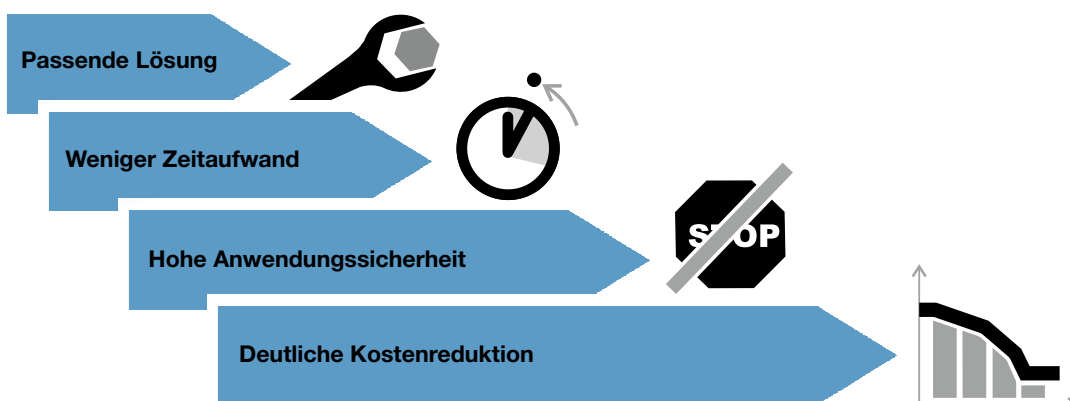 Passende Lösung
Weniger Zeitaufwand
STOP
Hohe Anwendungssicherheit
Deutliche Kostenreduktion